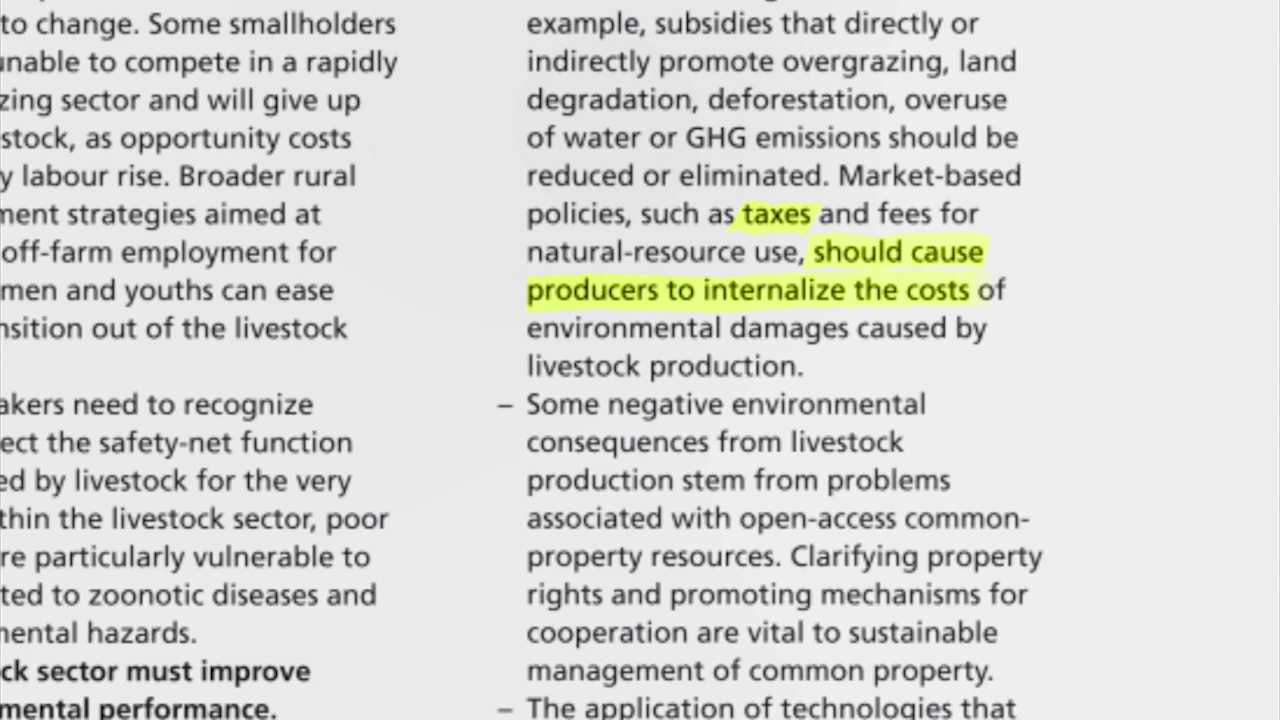 to change. Some smallholders
unable to compete in a rapidly
zing sector and will give up
stock, as opportunity costs
y labour rise. Broader rural
ment strategies aimed at
off-farm employment for
men and youths can ease
nsition out of the livestock
akers need to recognize
ect the safety-net function
ed by livestock for the very
thin the livestock sector, poor
re particularly vulnerable to
ted to zoonotic diseases and
mental hazards.
ck sector must improve
mental performance.
example, subsidies that directly or
indirectly promote overgrazing, land
degradation, deforestation, overuse
of water or GHG emissions should be
reduced or eliminated. Market-based
policies, such as taxes and fees for
natural-resource use, should cause
producers to internalize the costs of
environmental damages caused by
livestock production.
– Some negative environmental
consequences from livestock
production stem from problems
associated with open-access common-
property resources. Clarifying property
rights and promoting mechanisms for
cooperation are vital to sustainable
management of common property.
– The application of technologies that